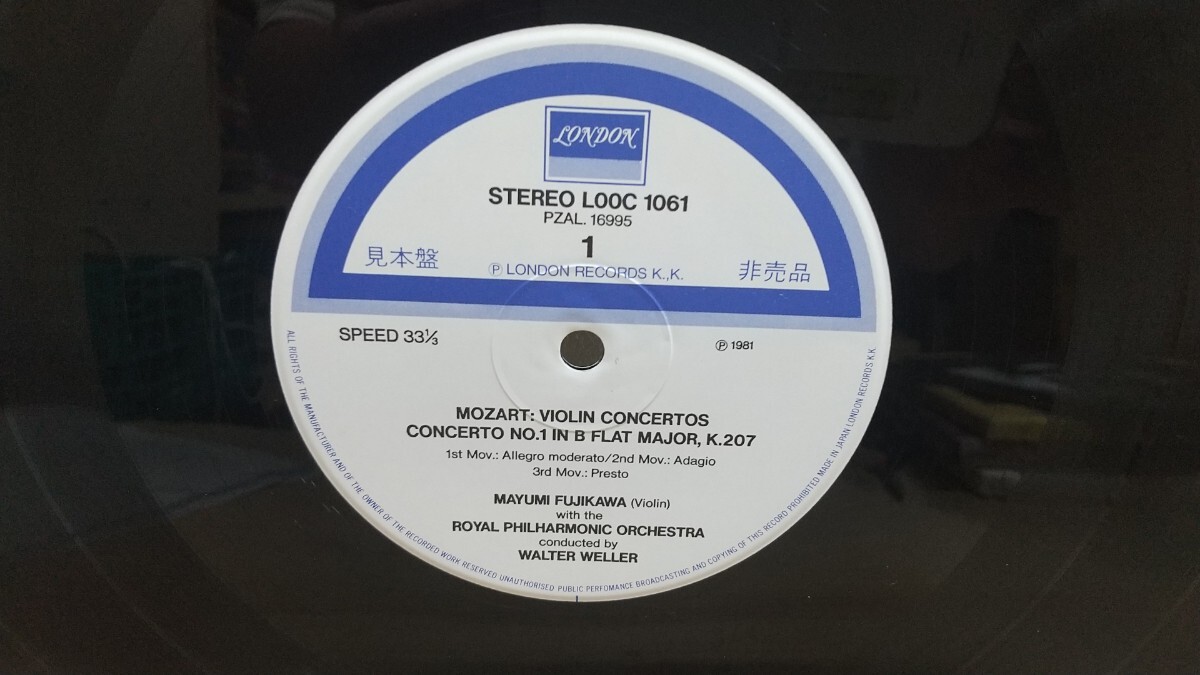 LONDON
STEREO L00C 1061
PZAL. 16995
1
見本盤
非売品
Ⓟ LONDON RECORDS K.,K.
SPEED 33⅓
Ⓟ 1981
MOZART: VIOLIN CONCERTOS
CONCERTO NO.1 IN B FLAT MAJOR, K.207
1st Mov.: Allegro moderato/2nd Mov.: Adagio
3rd Mov.: Presto
MAYUMI FUJIKAWA (Violin)
with the
ROYAL PHILHARMONIC ORCHESTRA
conducted by
WALTER WELLER
ALL RIGHTS OF THE MANUFACTURER AND OF THE OWNER OF THE RECORDED WORK RESERVED UNAUTHORISED PUBLIC PERFOMANCE BROADCASTING AND COPYING OF THIS RECORD PROHIBITED MADE IN JAPAN LONDON RECORDS K.K.